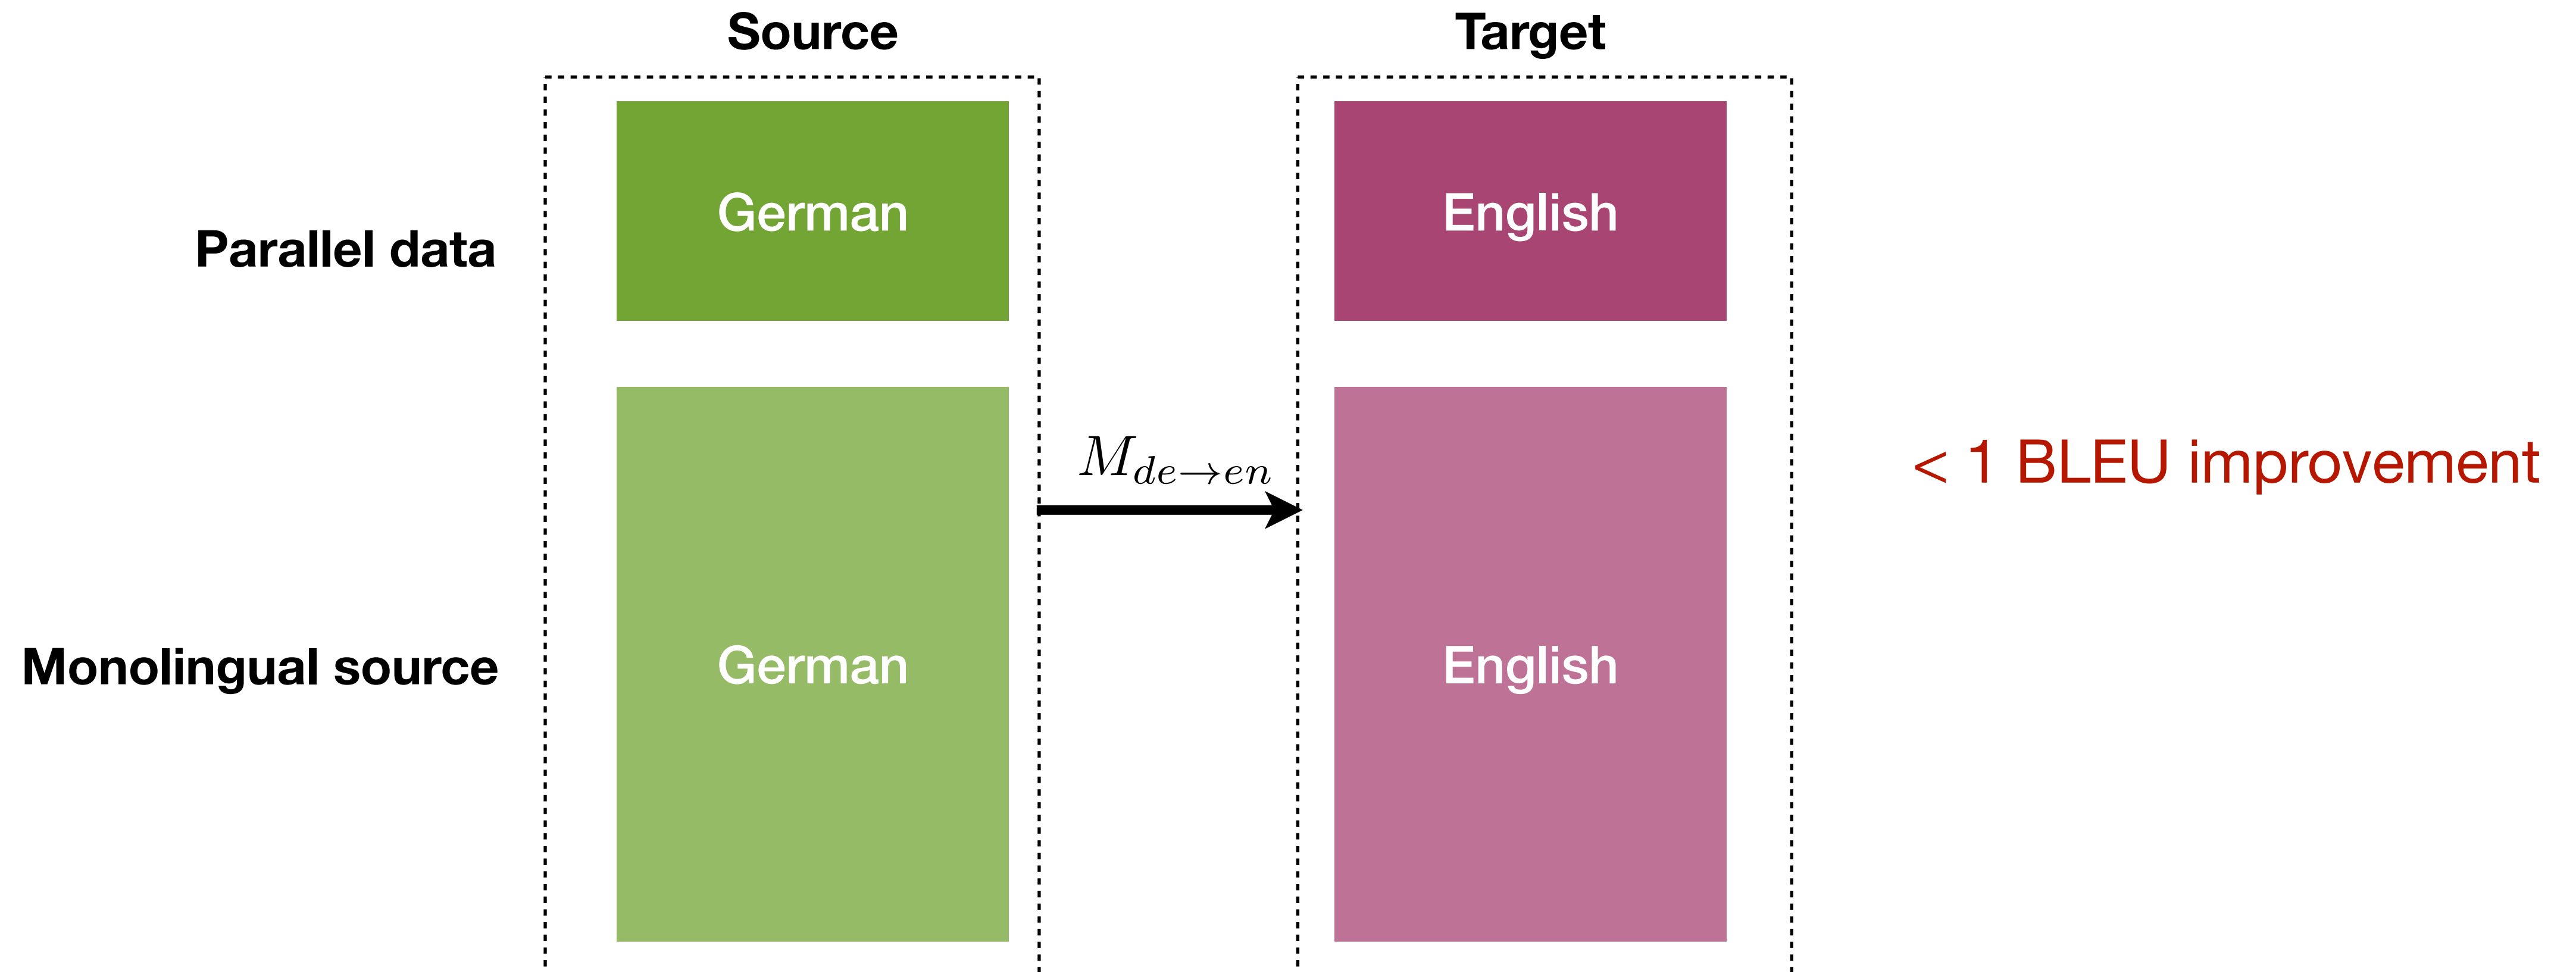 Source
Target
German
English
Parallel data
M_{de→en}
< 1 BLEU improvement
German
English
Monolingual source